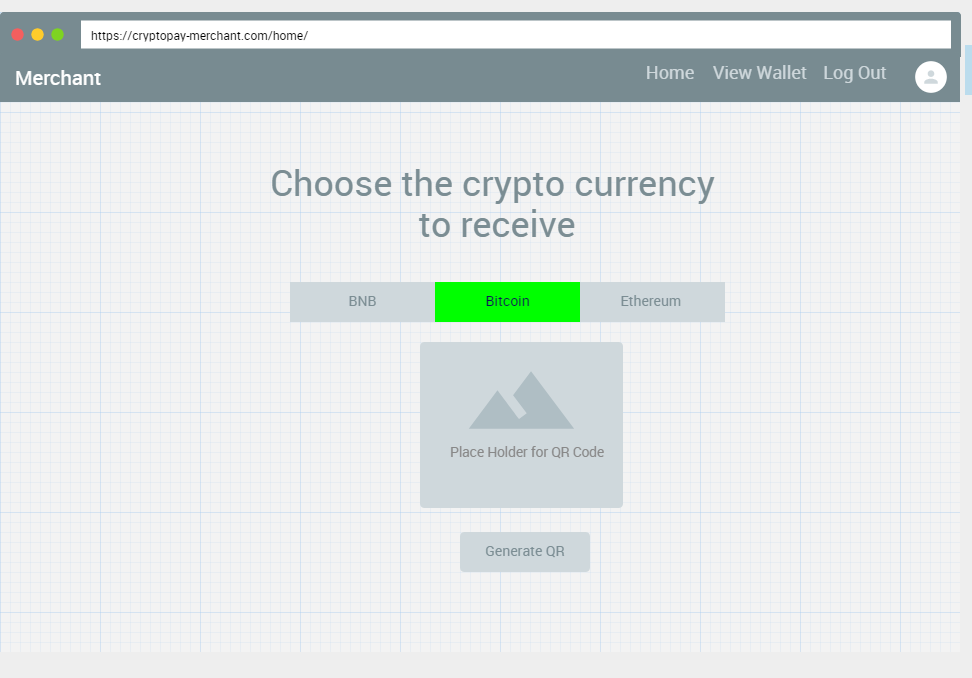 https://cryptopay-merchant.com/home/
Merchant
Home View Wallet Log Out
Choose the crypto currency
to receive
BNB Bitcoin Ethereum
Place Holder for QR Code
Generate QR